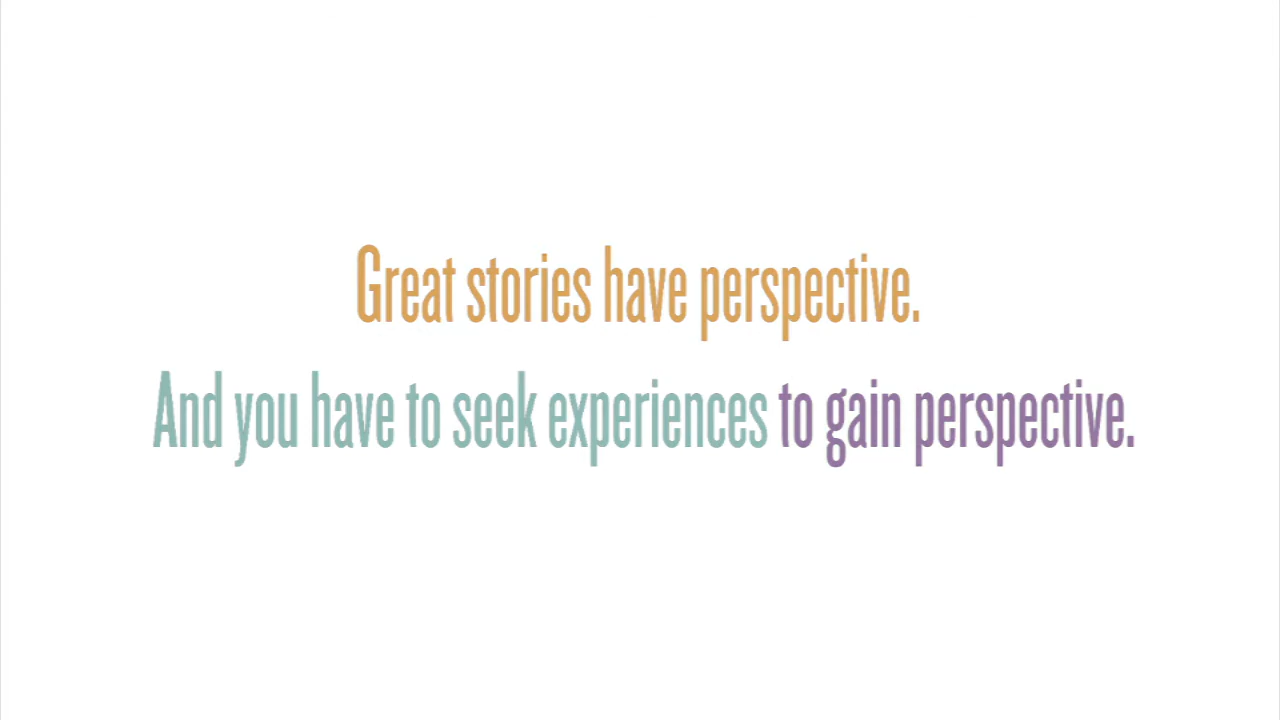 Great stories have perspective.
And you have to seek experiences to gain perspective.